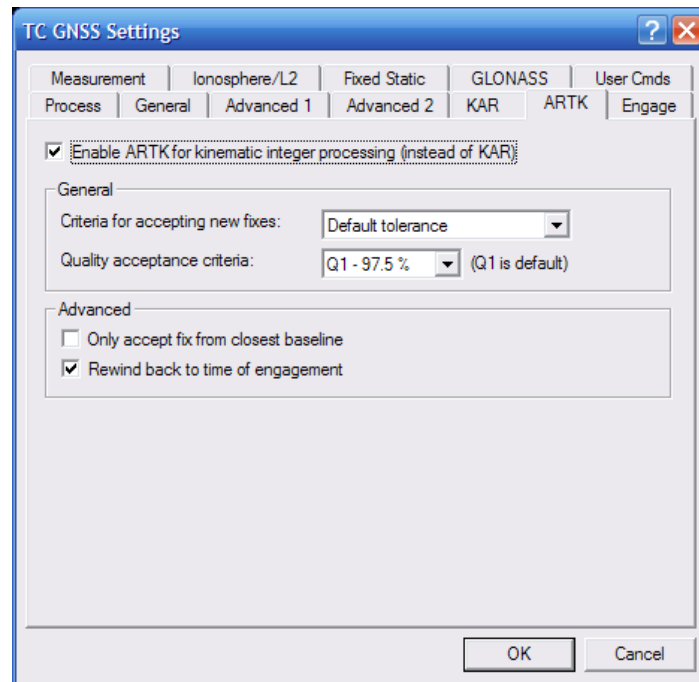 TC GNSS Settings
Measurement Ionosphere/L2 Fixed Static GLONASS User Cmds
Process General Advanced 1 Advanced 2 KAR ARTK Engage
Enable ARTK for kinematic integer processing (instead of KAR)
General
Criteria for accepting new fixes: Default tolerance
Quality acceptance criteria: Q1 - 97.5 % (Q1 is default)
Advanced
Only accept fix from closest baseline
Rewind back to time of engagement
OK Cancel